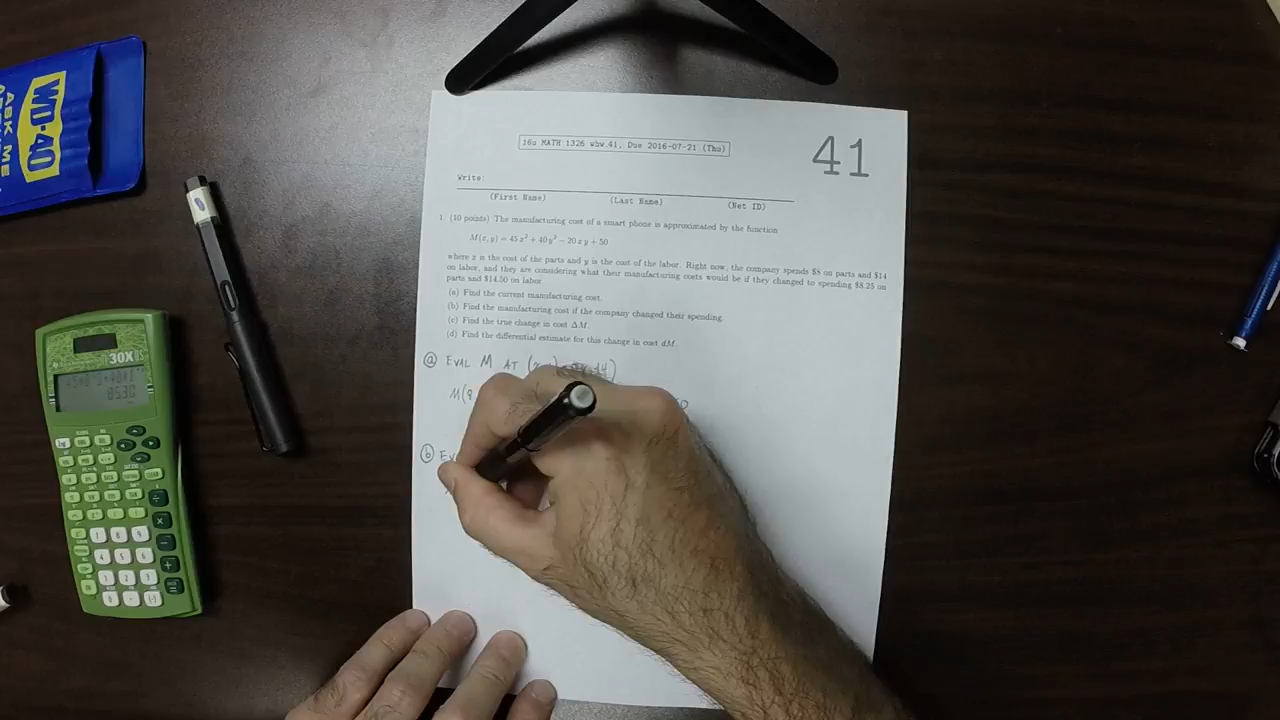 WD-40
ASK ME
41
16u MATH 1326 wbw.41, Due 2016-07-21 (Thu)
Write:
(First Name) (Last Name) (Net ID)
1. (10 points) The manufacturing cost of a smart phone is approximated by the function
M(x, y) = 45 x² + 40 y² − 20 x y + 50
where x is the cost of the parts and y is the cost of the labor. Right now, the company spends $8 on parts and $14
on labor, and they are considering what their manufacturing costs would be if they changed to spending $8.25 on
parts and $14.50 on labor.
(a) Find the current manufacturing cost.
(b) Find the manufacturing cost if the company changed their spending.
(c) Find the true change in cost ΔM.
(d) Find the differential estimate for this change in cost dM.
(a) EVAL M AT
M(8
(b) EV
30X
8530